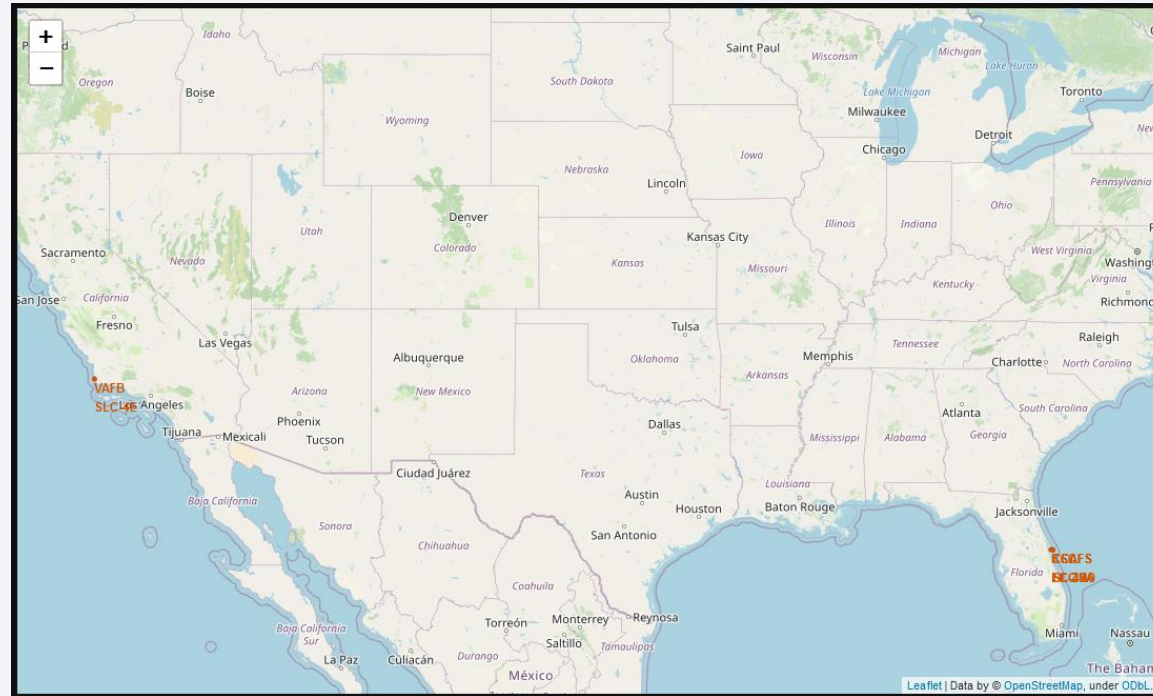 +
−
Idaho
Oregon
Boise
Wyoming
South Dakota
Saint Paul
Wisconsin
Michigan
Lake Huron
Lake Michigan
Toronto
Milwaukee
Detroit
Chicago
Iowa
Nebraska
Lincoln
Pennsylvania
Ohio
Illinois
Indiana
Denver
Utah
Colorado
Kansas City
Sacramento
Nevada
Kansas
Missouri
West Virginia
Virginia
Kentucky
San Jose
California
Fresno
Las Vegas
Tulsa
Richmond
Raleigh
Albuquerque
Oklahoma
Memphis
Tennessee
Charlotte
North Carolina
VAFB
SLC-4E
Los Angeles
Arizona
New Mexico
Arkansas
South Carolina
Phoenix
Atlanta
Tijuana
Mexicali
Tucson
Dallas
Mississippi
Alabama
Georgia
Ciudad Juárez
Texas
Louisiana
Baja California
Austin
Houston
Baton Rouge
Jacksonville
Sonora
Chihuahua
San Antonio
Florida
Coahuila
Torreón
Monterrey
Reynosa
Baja California
Sur
Saltillo
Tamaulipas
Miami
Nassau
La Paz
Culiacán
Durango
México
The Baham
Leaflet | Data by © OpenStreetMap, under ODbL.